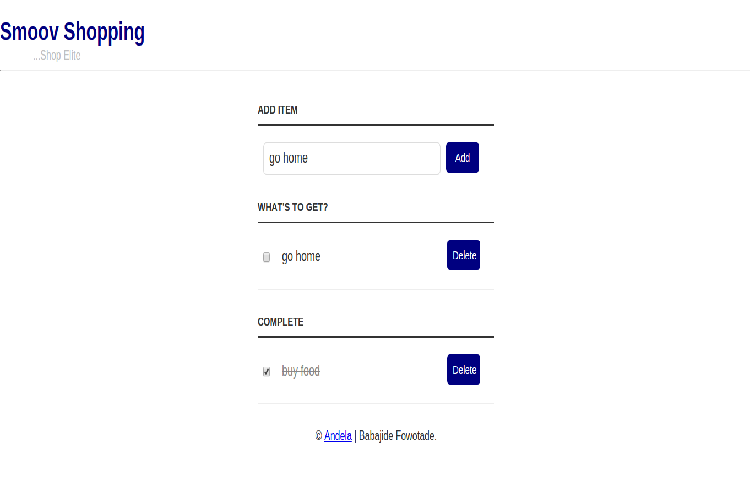 Smoov Shopping
...Shop Elite
ADD ITEM
go home Add
WHAT'S TO GET?
go home Delete
COMPLETE
buy food Delete
© Andela | Babajide Fowotade.